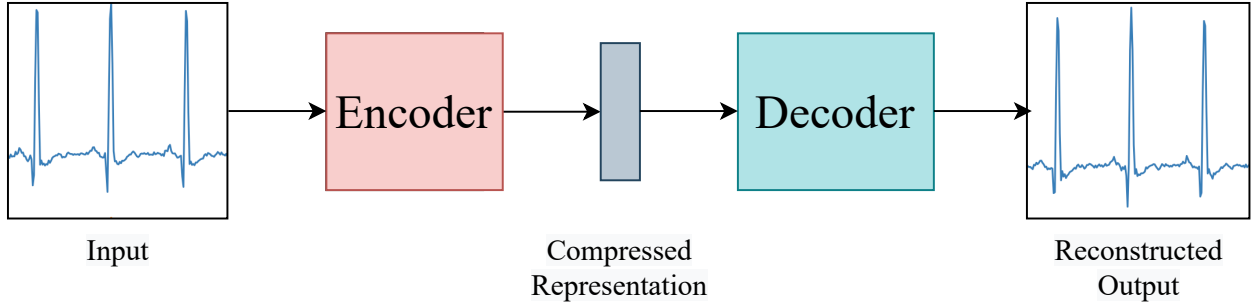 Encoder
Decoder
Input
Compressed
Representation
Reconstructed
Output